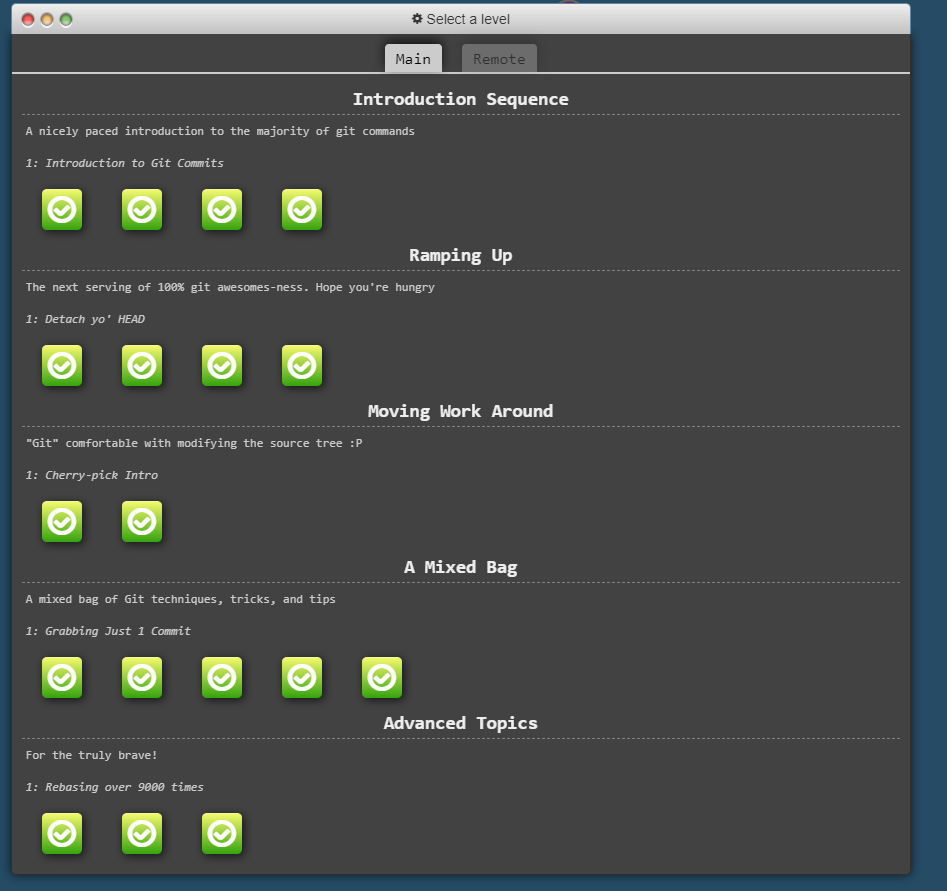 Select a level
Main
Remote
Introduction Sequence
A nicely paced introduction to the majority of git commands
1: Introduction to Git Commits
Ramping Up
The next serving of 100% git awesomes-ness. Hope you're hungry
1: Detach yo' HEAD
Moving Work Around
"Git" comfortable with modifying the source tree :P
1: Cherry-pick Intro
A Mixed Bag
A mixed bag of Git techniques, tricks, and tips
1: Grabbing Just 1 Commit
Advanced Topics
For the truly brave!
1: Rebasing over 9000 times